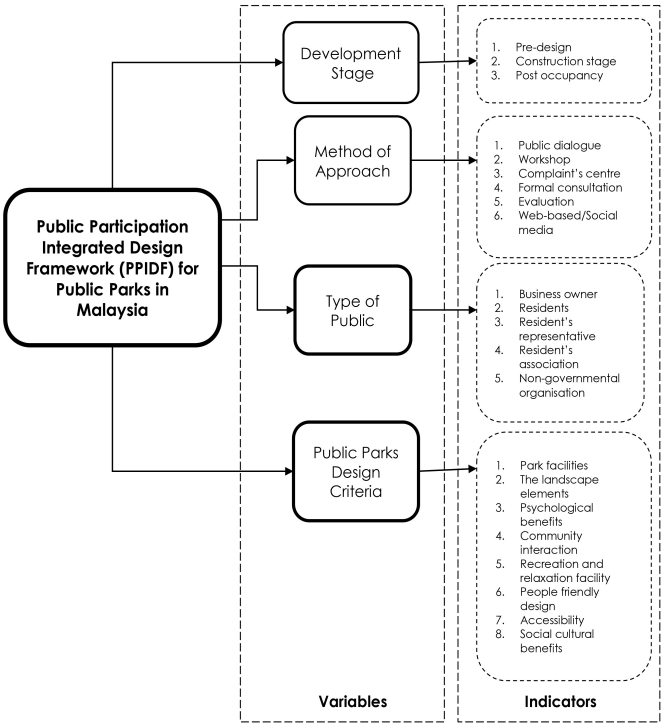 Public Participation
Integrated Design
Framework (PPIDF) for
Public Parks in
Malaysia
Development
Stage
1. Pre-design
2. Construction stage
3. Post occupancy
Method of
Approach
1. Public dialogue
2. Workshop
3. Complaint's centre
4. Formal consultation
5. Evaluation
6. Web-based/Social
media
Type of
Public
1. Business owner
2. Residents
3. Resident's
representative
4. Resident's
association
5. Non-governmental
organisation
Public Parks
Design
Criteria
1. Park facilities
2. The landscape
elements
3. Psychological
benefits
4. Community
interaction
5. Recreation and
relaxation facility
6. People friendly
design
7. Accessibility
8. Social cultural
benefits
Variables
Indicators